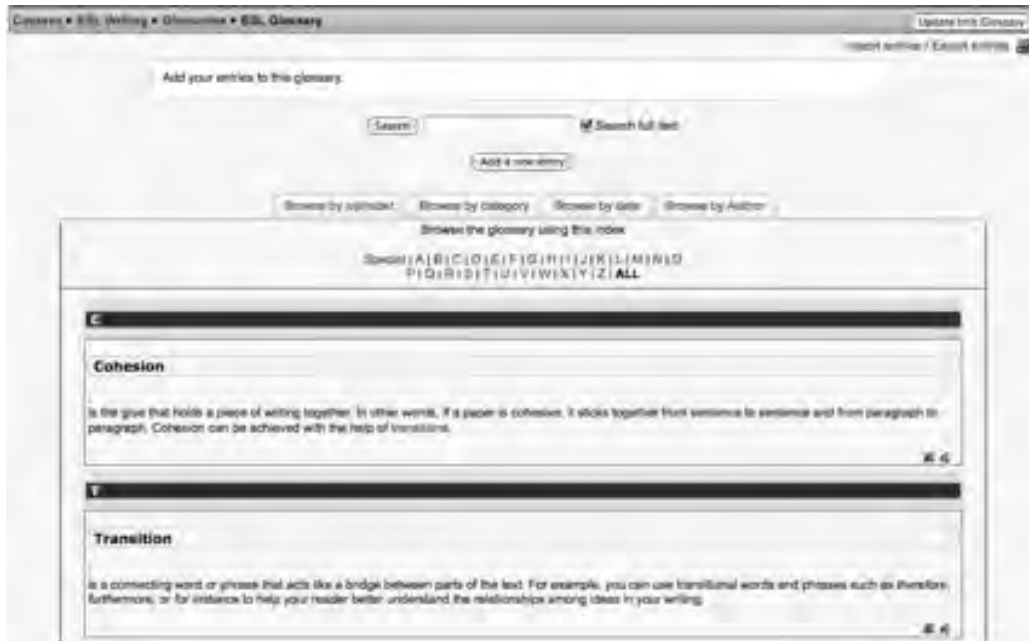 Courses ▸ ESL Writing ▸ Glossaries ▸ ESL Glossary Update this Glossary
Import entries / Export entries
Add your entries to this glossary.
Search Search full text
Add a new entry
Browse by alphabet Browse by category Browse by date Browse by Author
Browse the glossary using this index
Special | A | B | C | D | E | F | G | H | I | J | K | L | M | N | O
P | Q | R | S | T | U | V | W | X | Y | Z | ALL
C
Cohesion
is the glue that holds a piece of writing together. In other words, if a paper is cohesive, it sticks together from sentence to sentence and from paragraph to
paragraph. Cohesion can be achieved with the help of transitions.
T
Transition
is a connecting word or phrase that acts like a bridge between parts of the text. For example, you can use transitional words and phrases such as therefore,
furthermore, or for instance to help your reader better understand the relationships among ideas in your writing.